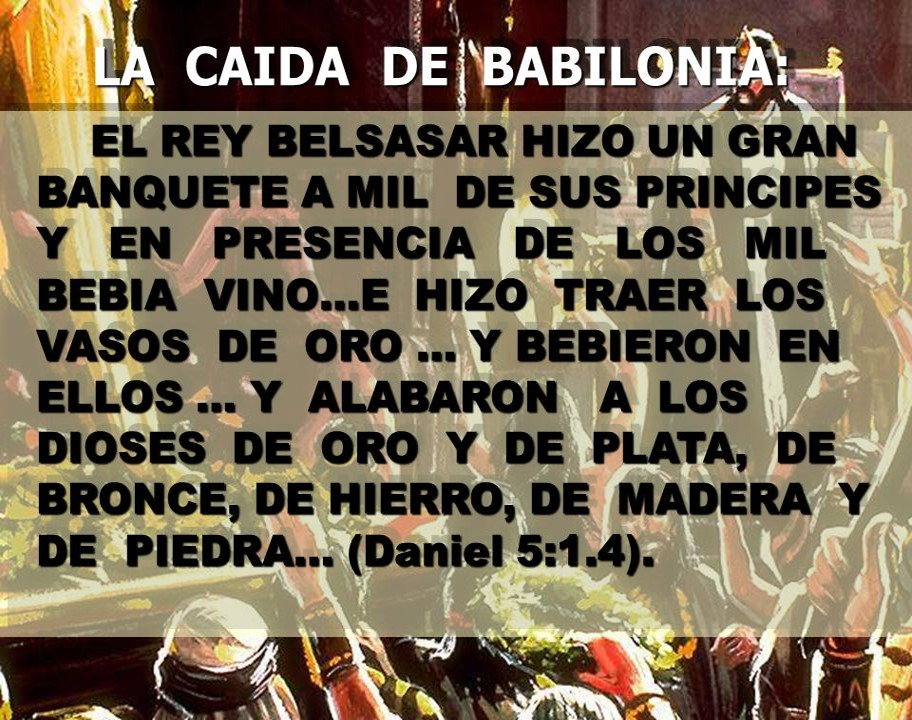 LA CAIDA DE BABILONIA:
EL REY BELSASAR HIZO UN GRAN
BANQUETE A MIL DE SUS PRINCIPES
Y EN PRESENCIA DE LOS MIL
BEBIA VINO...E HIZO TRAER LOS
VASOS DE ORO ... Y BEBIERON EN
ELLOS ... Y ALABARON A LOS
DIOSES DE ORO Y DE PLATA, DE
BRONCE, DE HIERRO, DE MADERA Y
DE PIEDRA... (Daniel 5:1.4).